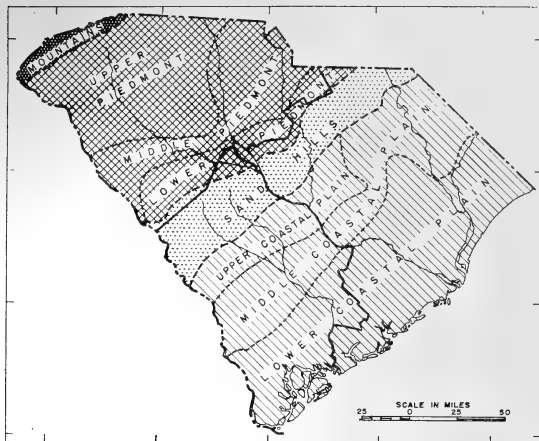 MOUNTAINS
UPPER
PIEDMONT
MIDDLE PIEDMONT
LOWER PIEDMONT
SAND HILLS
UPPER COASTAL PLAIN
MIDDLE COASTAL PLAIN
LOWER COASTAL PLAIN
SCALE IN MILES
25 0 25 50